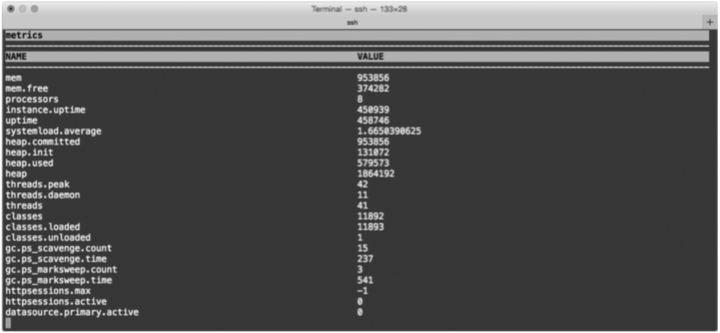 Terminal — ssh — 133×28
ssh
+
metrics
NAME VALUE
mem 953856
mem.free 374282
processors 8
instance.uptime 450939
uptime 458746
systemload.average 1.6650390625
heap.committed 953856
heap.init 131072
heap.used 579573
heap 1864192
threads.peak 42
threads.daemon 11
threads 41
classes 11892
classes.loaded 11893
classes.unloaded 1
gc.ps_scavenge.count 15
gc.ps_scavenge.time 237
gc.ps_marksweep.count 3
gc.ps_marksweep.time 541
httpsessions.max -1
httpsessions.active 0
datasource.primary.active 0